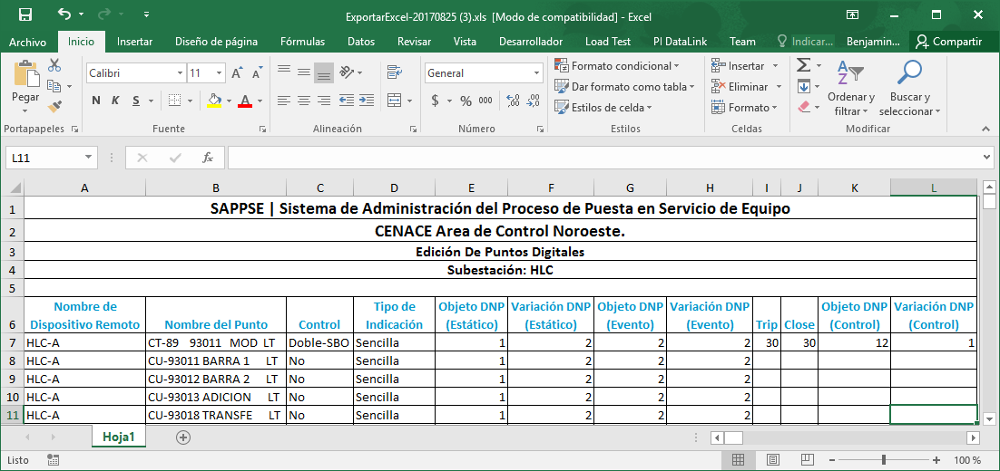 ExportarExcel-20170825 (3).xls [Modo de compatibilidad] - Excel
Archivo Inicio Insertar Diseño de página Fórmulas Datos Revisar Vista Desarrollador Load Test PI DataLink Team Indicar... Benjamin... Compartir
Pegar
Calibri 11
N K S A
General
$ % 000
Formato condicional
Dar formato como tabla
Estilos de celda
Insertar
Eliminar
Formato
Ordenar y filtrar
Buscar y seleccionar
Portapapeles Fuente Alineación Número Estilos Celdas Modificar
L11 fx
A B C D E F G H I J K L
1 SAPPSE | Sistema de Administración del Proceso de Puesta en Servicio de Equipo
2 CENACE Area de Control Noroeste.
3 Edición De Puntos Digitales
4 Subestación: HLC
5
Nombre de Tipo de Objeto DNP Variación DNP Objeto DNP Variación DNP Objeto DNP Variación DNP
6 Dispositivo Remoto Nombre del Punto Control Indicación (Estático) (Estático) (Evento) (Evento) Trip Close (Control) (Control)
7 HLC-A CT-89 93011 MOD LT Doble-SBO Sencilla 1 2 2 2 30 30 12 1
8 HLC-A CU-93011 BARRA 1 LT No Sencilla 1 2 2 2
9 HLC-A CU-93012 BARRA 2 LT No Sencilla 1 2 2 2
10 HLC-A CU-93013 ADICION LT No Sencilla 1 2 2 2
11 HLC-A CU-93018 TRANSFE LT No Sencilla 1 2 2 2
Hoja1
Listo 100 %